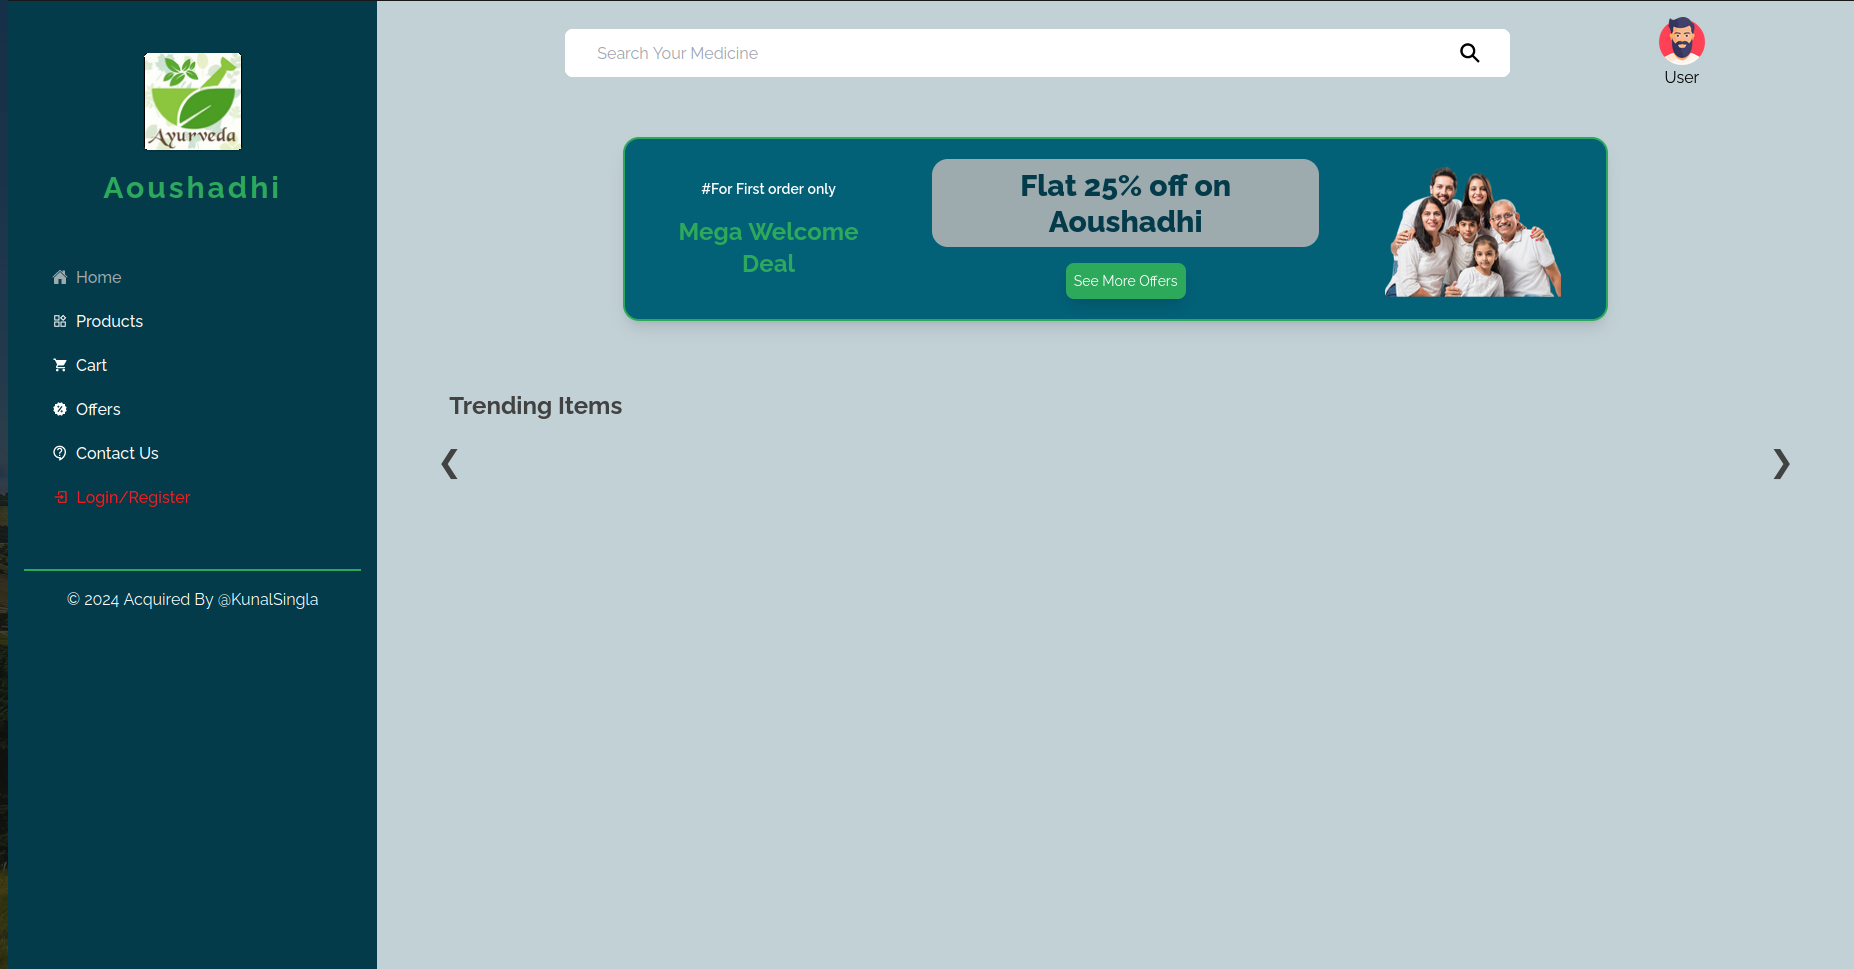 Ayurveda
Aoushadhi
Home
Products
Cart
Offers
Contact Us
Login/Register
© 2024 Acquired By @KunalSingla
Search Your Medicine
User
#For First order only
Mega Welcome
Deal
Flat 25% off on
Aoushadhi
See More Offers
Trending Items